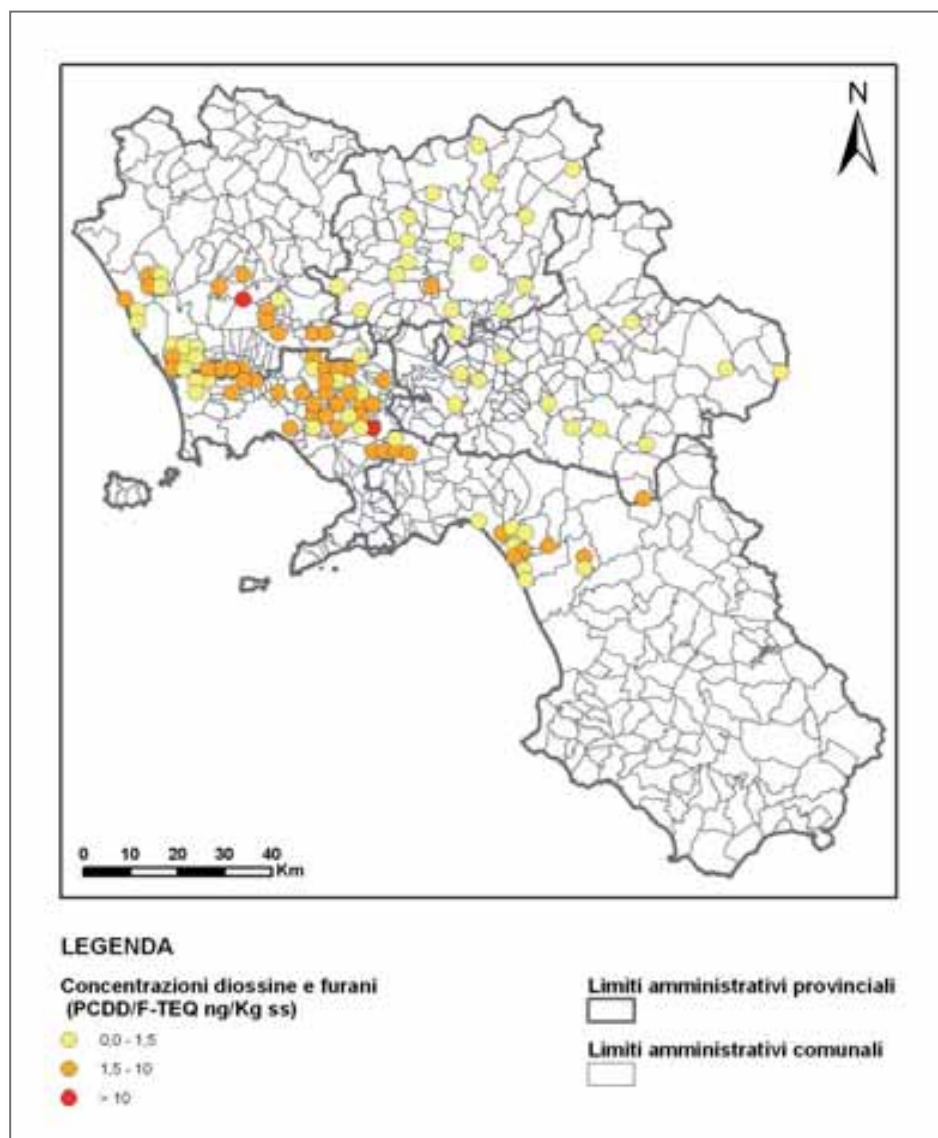 N
0 10 20 30 40
Km
LEGENDA
Concentrazioni diossine e furani
(PCDD/F-TEQ ng/Kg ss)
0,0 - 1,5
1,5 - 10
> 10
Limiti amministrativi provinciali
Limiti amministrativi comunali